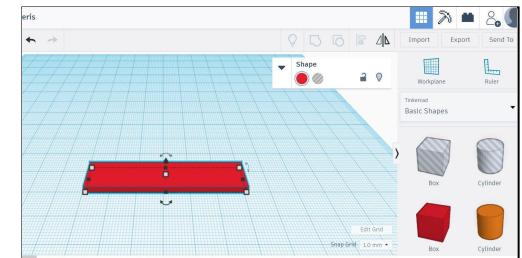 eris
Import Export Send To
Shape
Workplane Ruler
Tinkercad
Basic Shapes
Box Cylinder
Box Cylinder
Edit Grid
Snap Grid 1.0 mm